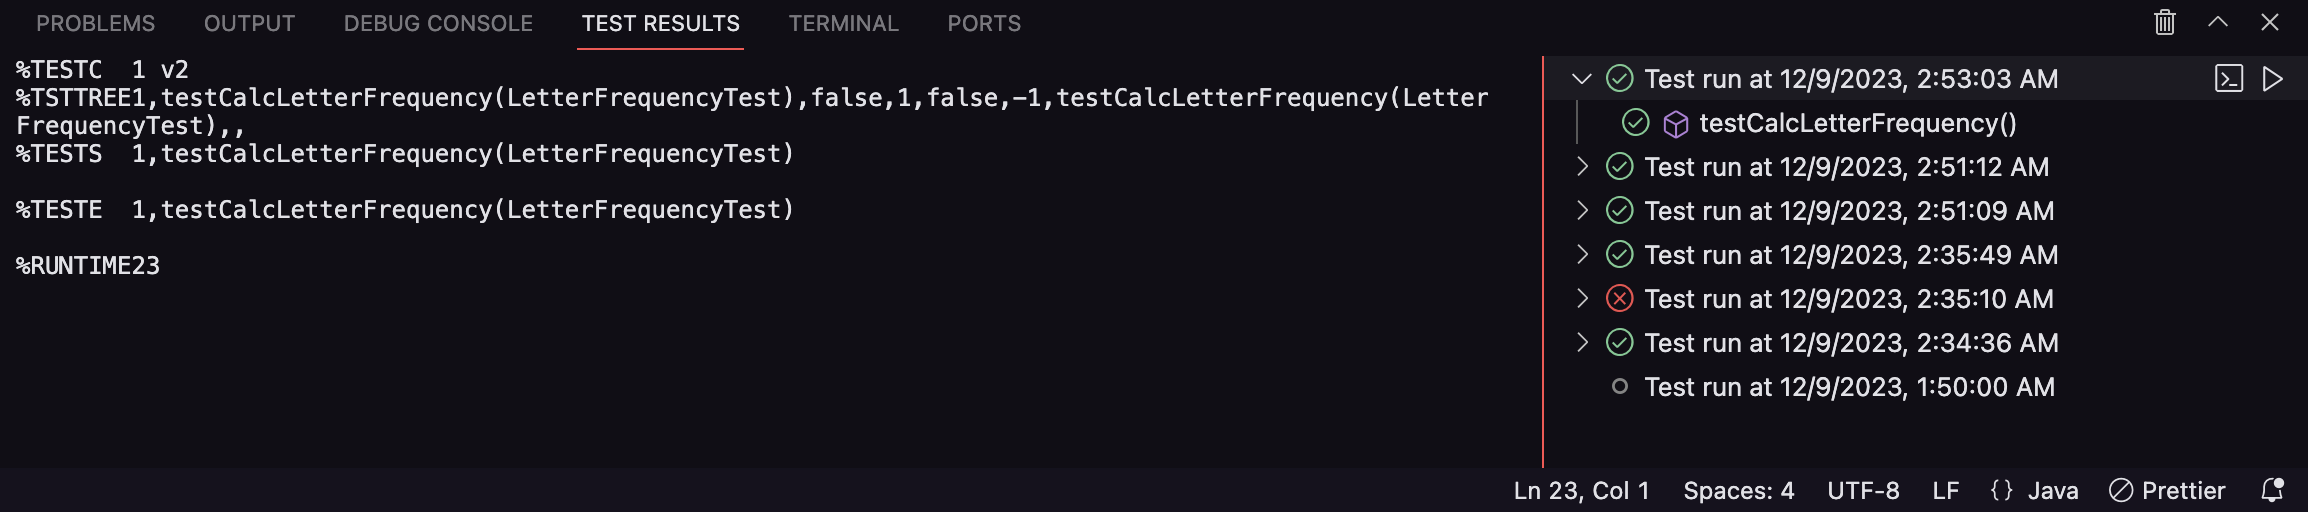 PROBLEMS OUTPUT DEBUG CONSOLE TEST RESULTS TERMINAL PORTS
%TESTC  1 v2
%TSTTREE1,testCalcLetterFrequency(LetterFrequencyTest),false,1,false,-1,testCalcLetterFrequency(Letter
FrequencyTest),,
%TESTS  1,testCalcLetterFrequency(LetterFrequencyTest)
%TESTE  1,testCalcLetterFrequency(LetterFrequencyTest)
%RUNTIME23
Test run at 12/9/2023, 2:53:03 AM
testCalcLetterFrequency()
Test run at 12/9/2023, 2:51:12 AM
Test run at 12/9/2023, 2:51:09 AM
Test run at 12/9/2023, 2:35:49 AM
Test run at 12/9/2023, 2:35:10 AM
Test run at 12/9/2023, 2:34:36 AM
Test run at 12/9/2023, 1:50:00 AM
Ln 23, Col 1 Spaces: 4 UTF-8 LF {} Java Prettier